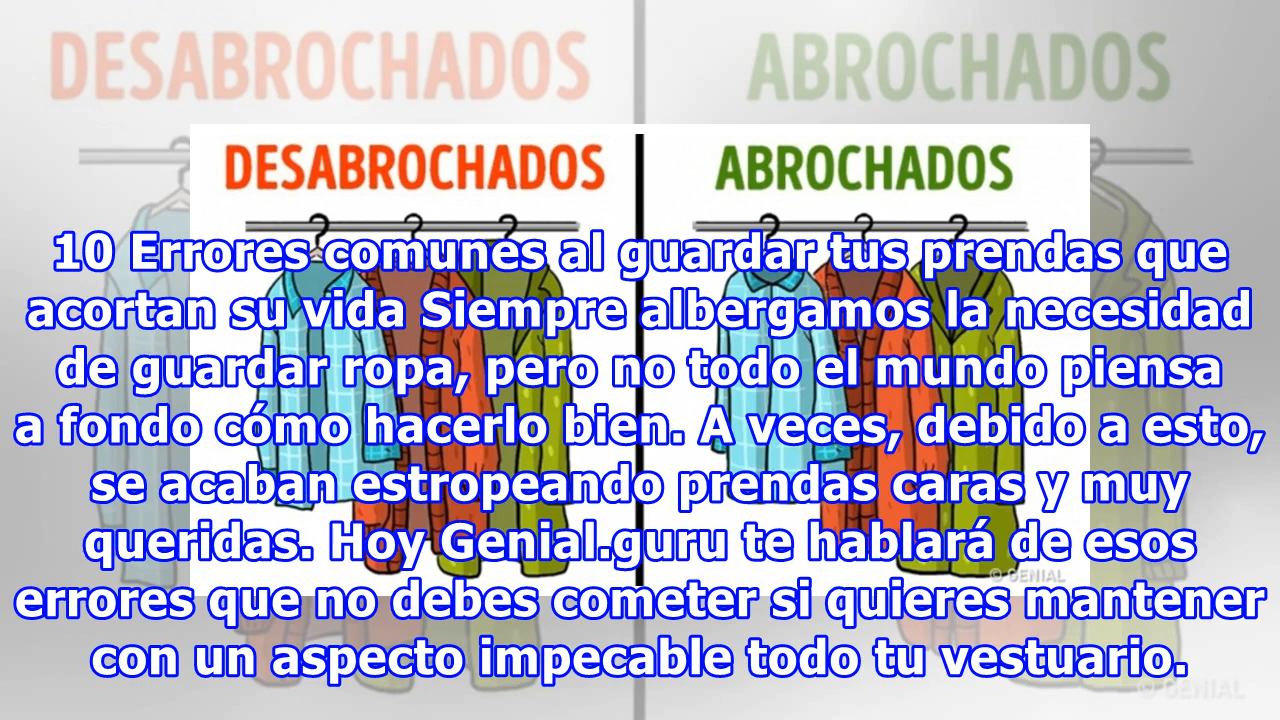 DESABROCHADOS
ABROCHADOS
DESABROCHADOS
ABROCHADOS
10 Errores comunes al guardar tus prendas que
acortan su vida Siempre albergamos la necesidad
de guardar ropa, pero no todo el mundo piensa
a fondo cómo hacerlo bien. A veces, debido a esto,
se acaban estropeando prendas caras y muy
queridas. Hoy Genial.guru te hablará de esos
errores que no debes cometer si quieres mantener
con un aspecto impecable todo tu vestuario.
© GENIAL
© GENIAL